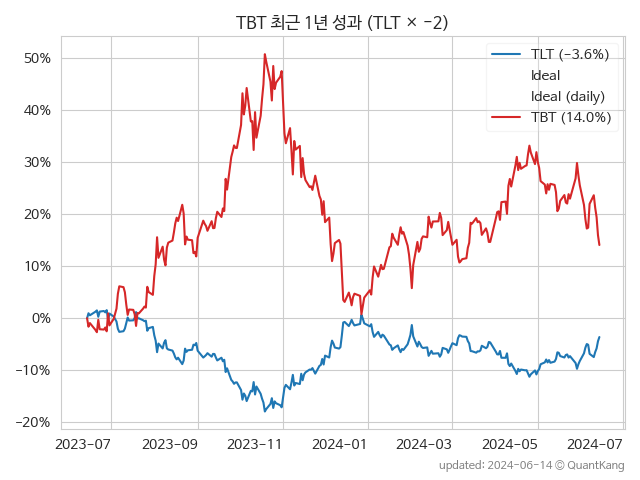 TBT 최근 1년 성과 (TLT × −2)
TLT (−3.6%)
Ideal
Ideal (daily)
TBT (14.0%)
50%
40%
30%
20%
10%
0%
−10%
−20%
2023-07
2023-09
2023-11
2024-01
2024-03
2024-05
2024-07
updated: 2024-06-14 © QuantKang